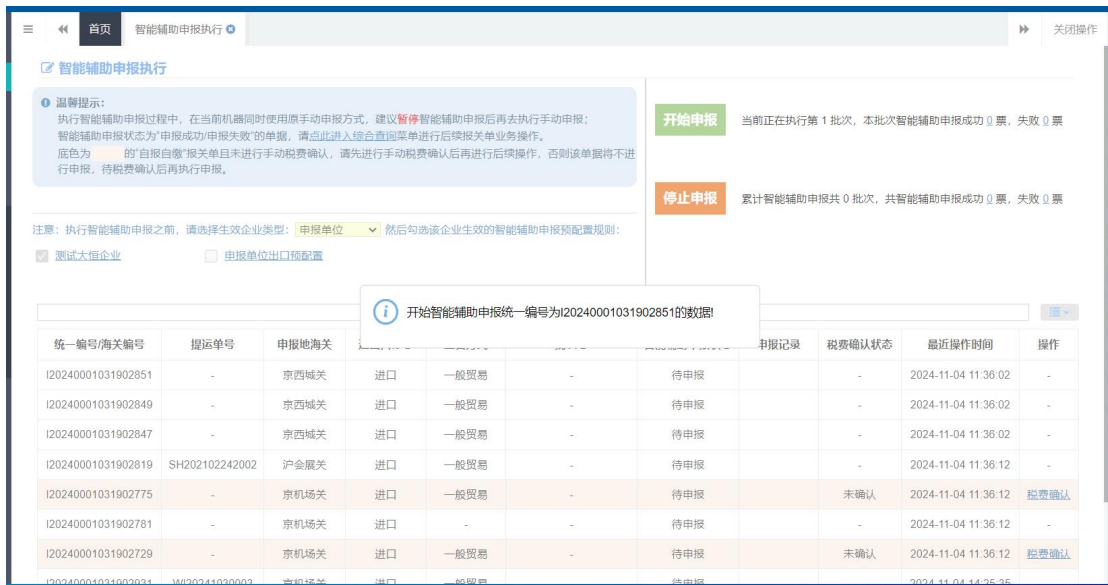 首页 智能辅助申报执行 关闭操作
智能辅助申报执行
温馨提示：
执行智能辅助申报过程中，在当前机器同时使用原手动申报方式，建议暂停智能辅助申报后再去执行手动申报；
智能辅助申报状态为“申报成功/申报失败”的单据，请点此进入综合查询菜单进行后续报关单业务操作。
底色为 的“自报自缴”报关单且未进行手动税费确认，请先进行手动税费确认后再进行后续操作，否则该单据将不进
行申报，待税费确认后再执行申报。
开始申报 当前正在执行第 1 批次，本批次智能辅助申报成功 0 票，失败 0 票
停止申报 累计智能辅助申报共 0 批次，共智能辅助申报成功 0 票，失败 0 票
注意：执行智能辅助申报之前，请选择生效企业类型： 申报单位 然后勾选该企业生效的智能辅助申报预配置规则：
测试大恒企业 申报单位出口预配置
开始智能辅助申报统一编号为I20240001031902851的数据!
统一编号/海关编号 提运单号 申报地海关 申报记录 税费确认状态 最近操作时间 操作
I20240001031902851 - 京西城关 进口 一般贸易 - 待申报 - 2024-11-04 11:36:02 -
I20240001031902849 - 京西城关 进口 一般贸易 - 待申报 - 2024-11-04 11:36:02 -
I20240001031902847 - 京西城关 进口 一般贸易 - 待申报 - 2024-11-04 11:36:02 -
I20240001031902819 SH202102242002 沪会展关 进口 一般贸易 - 待申报 - 2024-11-04 11:36:12 -
I20240001031902775 - 京机场关 进口 一般贸易 - 待申报 未确认 2024-11-04 11:36:12 税费确认
I20240001031902781 - 京机场关 进口 - - 待申报 - 2024-11-04 11:36:12 -
I20240001031902729 - 京机场关 进口 一般贸易 - 待申报 未确认 2024-11-04 11:36:12 税费确认
I20240001031902931 WI20241030003 京机场关 进口 一般贸易 待申报 2024-11-04 14:25:35